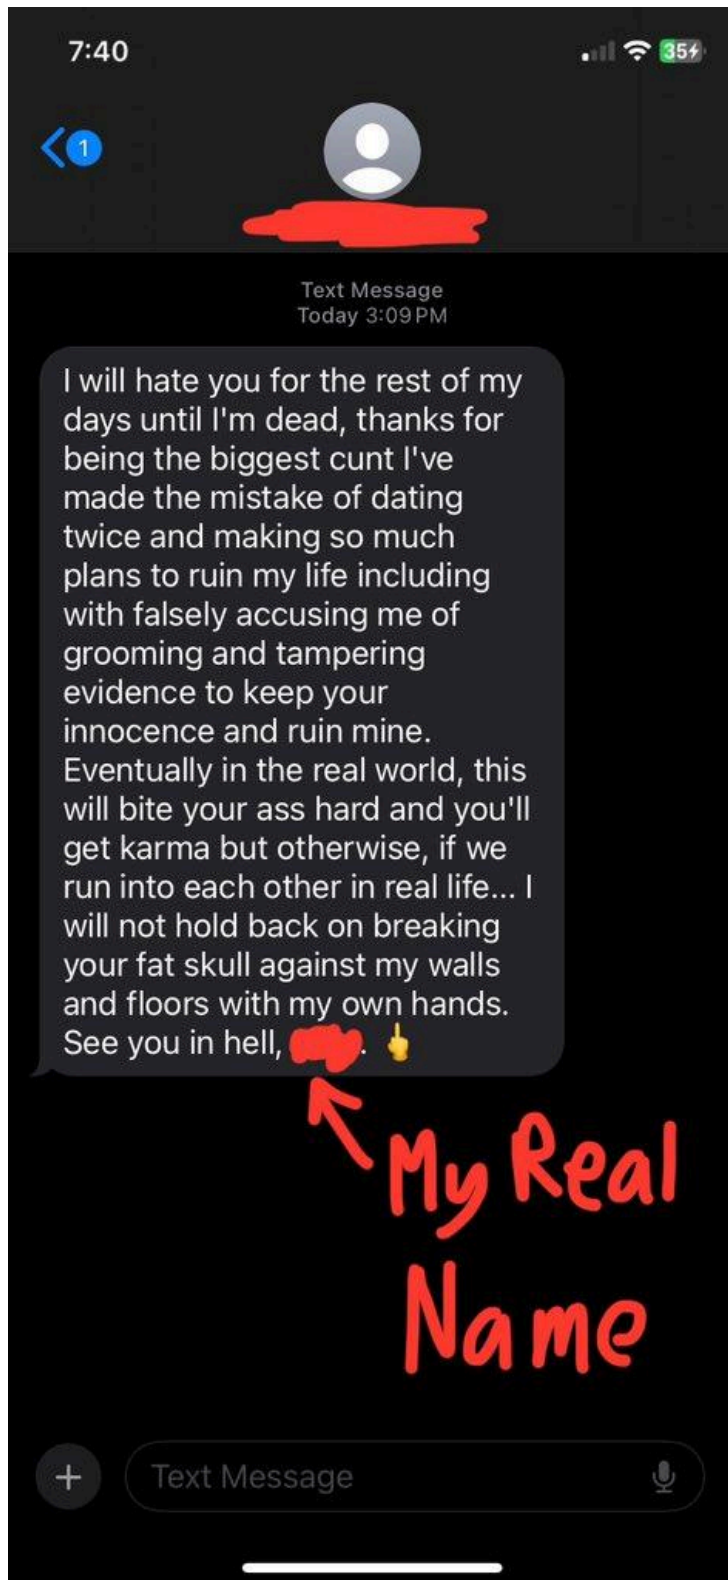 7:40
35
1
Text Message
Today 3:09 PM
I will hate you for the rest of my
days until I'm dead, thanks for
being the biggest cunt I've
made the mistake of dating
twice and making so much
plans to ruin my life including
with falsely accusing me of
grooming and tampering
evidence to keep your
innocence and ruin mine.
Eventually in the real world, this
will bite your ass hard and you'll
get karma but otherwise, if we
run into each other in real life... I
will not hold back on breaking
your fat skull against my walls
and floors with my own hands.
See you in hell, . 🖕
My Real
Name
Text Message